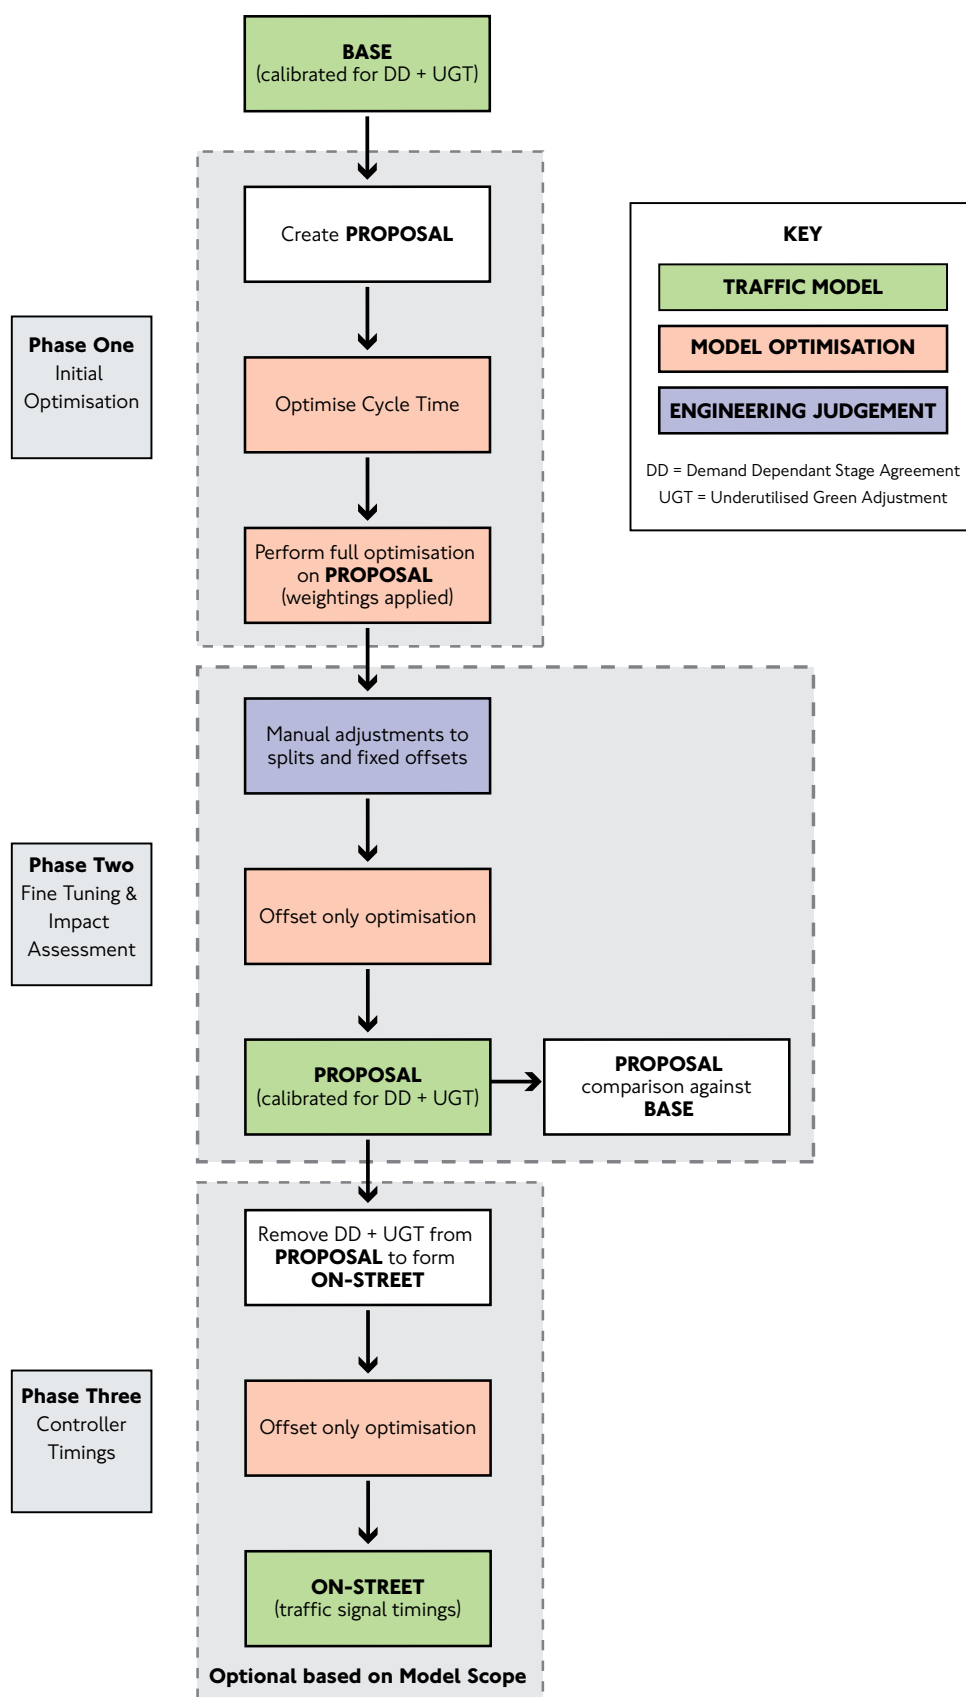 BASE
(calibrated for DD + UGT)
Create PROPOSAL
Phase One
Initial
Optimisation
Optimise Cycle Time
Perform full optimisation
on PROPOSAL
(weightings applied)
KEY
TRAFFIC MODEL
MODEL OPTIMISATION
ENGINEERING JUDGEMENT
DD = Demand Dependant Stage Agreement
UGT = Underutilised Green Adjustment
Manual adjustments to
splits and fixed offsets
Phase Two
Fine Tuning &
Impact
Assessment
Offset only optimisation
PROPOSAL
(calibrated for DD + UGT)
PROPOSAL
comparison against
BASE
Remove DD + UGT from
PROPOSAL to form
ON-STREET
Phase Three
Controller
Timings
Offset only optimisation
ON-STREET
(traffic signal timings)
Optional based on Model Scope